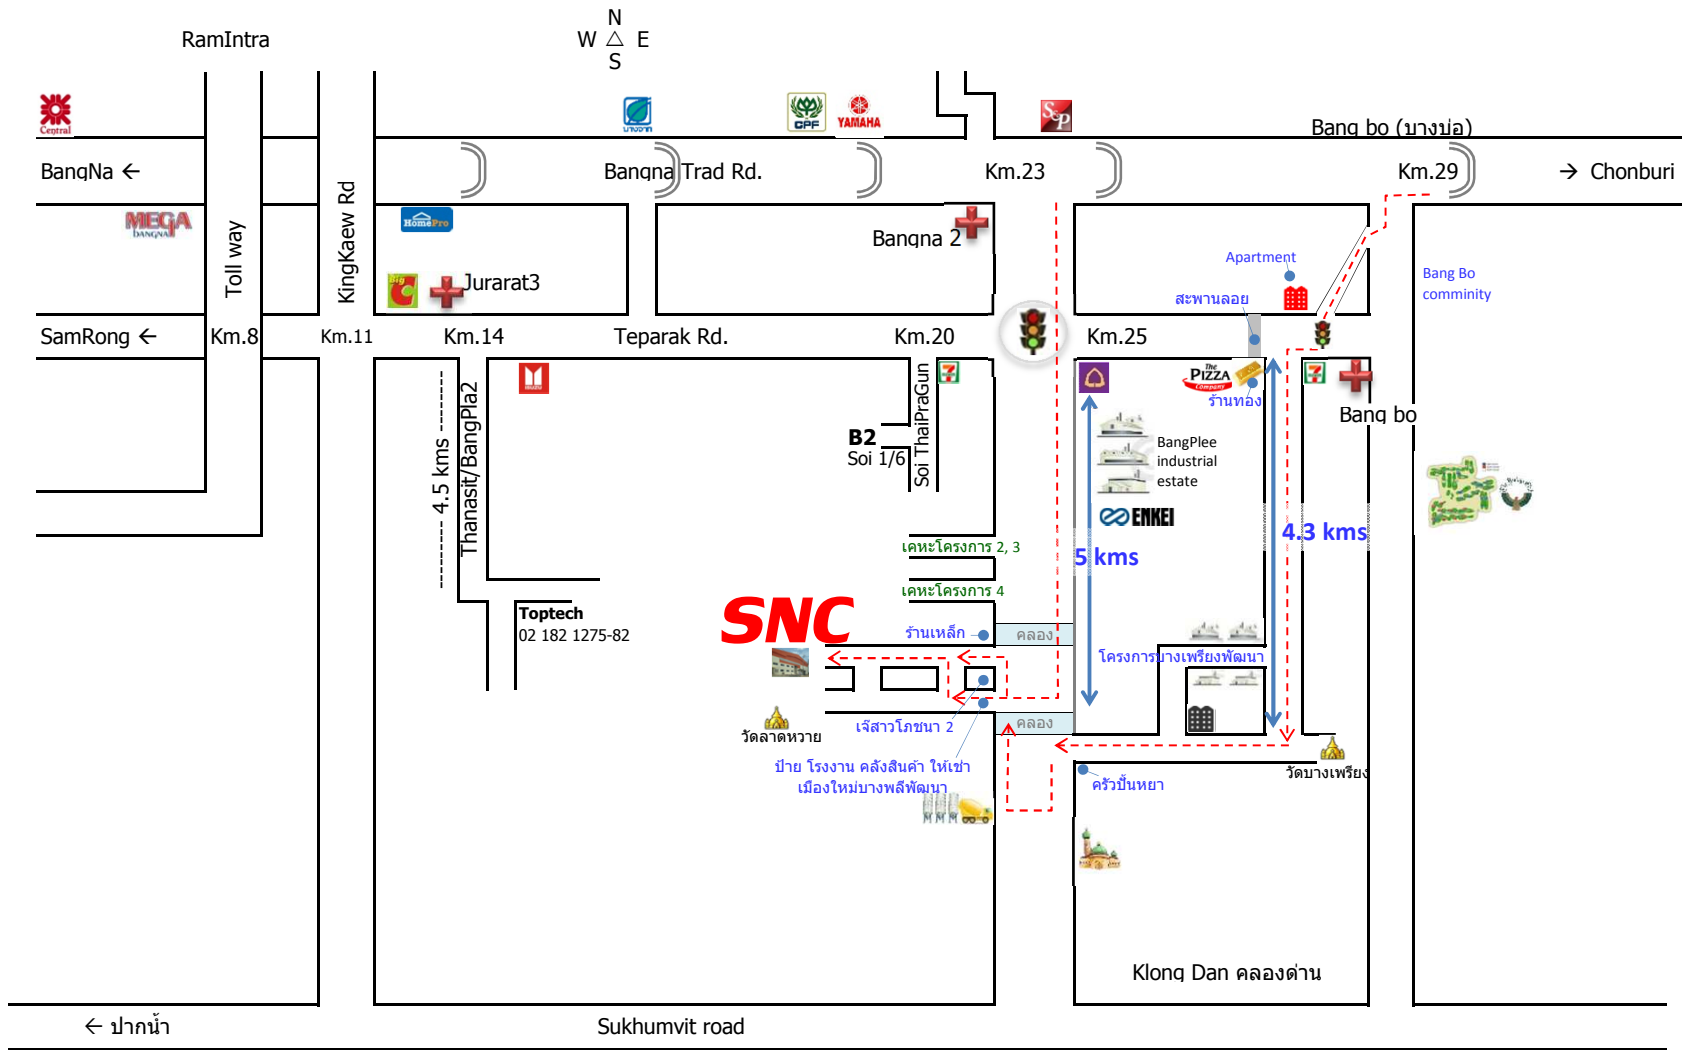 N
RamIntra
W △ E
S
Central
บางจาก
CPF
YAMAHA
S&P
Bang bo (บางบ่อ)
BangNa ←
Bangna Trad Rd.
Km.23
Km.29
→ Chonburi
MEGA
BANGNA
HomePro
KingKaew Rd
Toll way
Bangna 2
Apartment
Bang Bo
comminity
Big C
Jurarat3
สะพานลอย
SamRong ←
Km.8
Km.11
Km.14
Teparak Rd.
Km.20
Km.25
ISUZU
The
PIZZA
Company
ร้านทอง
Bang bo
------- 4.5 kms --------
Thanasit/BangPla2
Soi ThaiPraGun
B2
Soi 1/6
BangPlee
industrial
estate
ENKEI
4.3 kms
5 kms
เคหะโครงการ 2, 3
เคหะโครงการ 4
Toptech
02 182 1275-82
SNC
ร้านเหล็ก
คลอง
โครงการบางเพรียงพัฒนา
เจ๊สาวโภชนา 2
คลอง
วัดลาดหวาย
ป้าย โรงงาน คลังสินค้า ให้เช่า
เมืองใหม่บางพลีพัฒนา
วัดบางเพรียง
ครัวปั้นหยา
Klong Dan คลองด่าน
← ปากน้ำ
Sukhumvit road